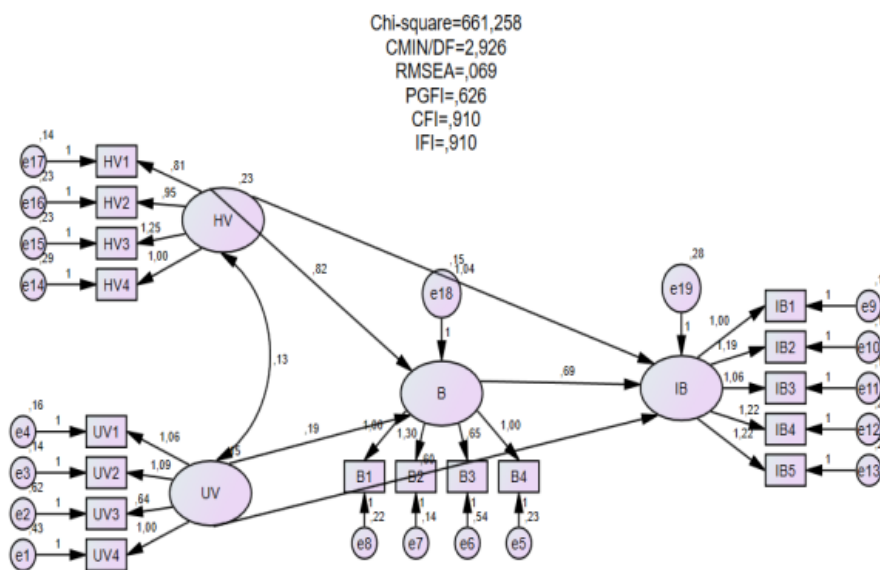 Chi-square=661,258
CMIN/DF=2,926
RMSEA=,069
PGFI=,626
CFI=,910
IFI=,910
,14
e17 1 HV1 ,81
,23
e16 1 HV2 ,95
,23
e15 1 HV3 1,25
,29
e14 1 HV4 1,00
HV ,23
,82
,15
1,04
e18
1
,28
e19
1
,13
B
,69
IB
1,00 IB1 1 e9
1,19 IB2 1 e10
1,06 IB3 1 e11
1,22 IB4 1 e12
1,22 IB5 1 e13
,16
e4 1 UV1 1,06
,14
e3 1 UV2 1,09
,62
e2 1 UV3 ,64
,43
e1 1 UV4 1,00
UV
,19
1,30 ,65 1,00
B1 B2 B3 B4
1 1 1 1
,22 ,14 ,54 ,23
e8 e7 e6 e5